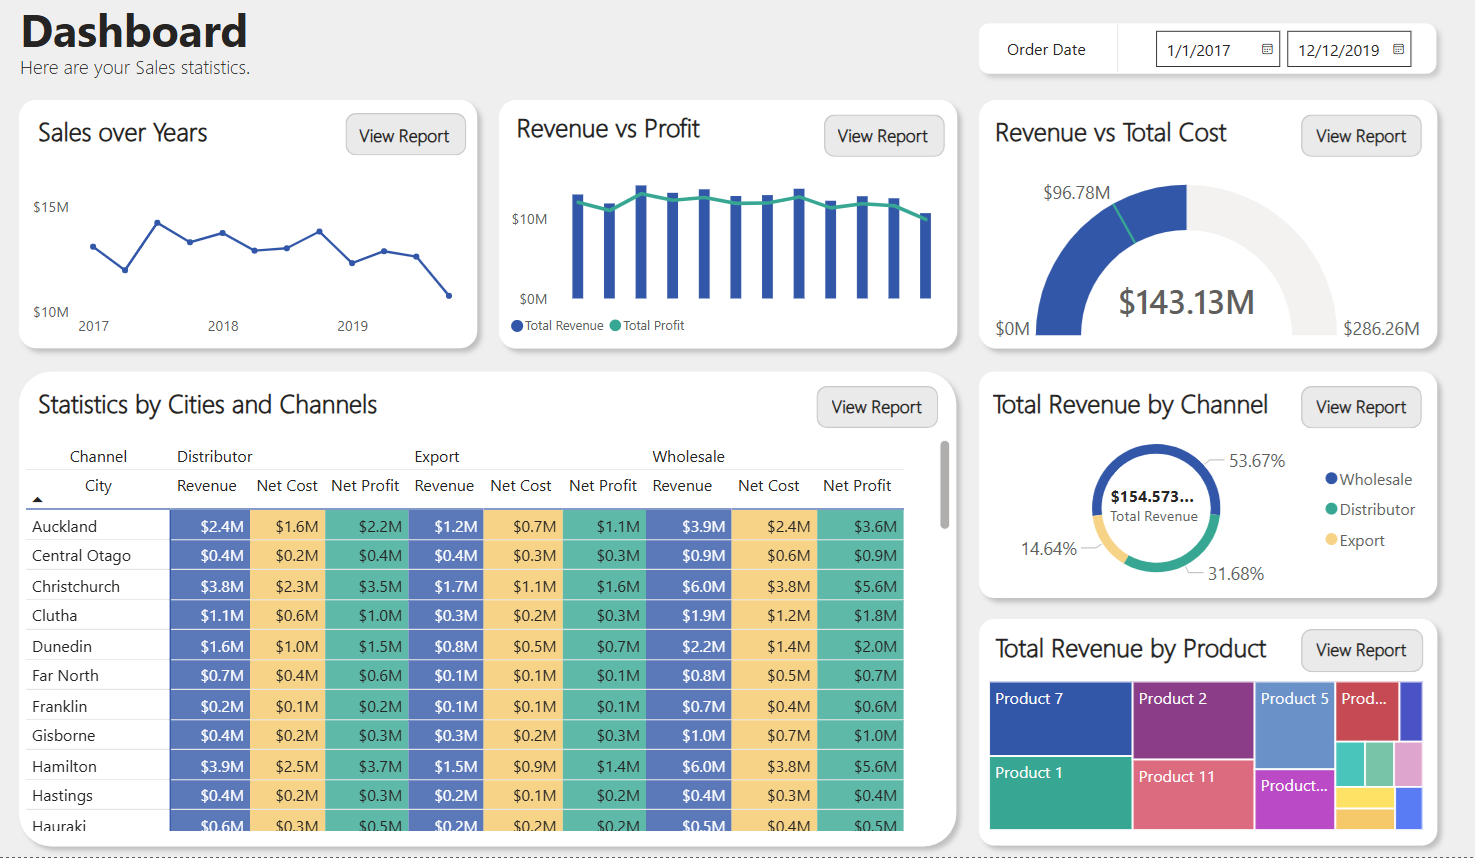 Dashboard
Here are your Sales statistics.
Order Date
1/1/2017
12/12/2019
Sales over Years
View Report
$15M
$10M
2017 2018 2019
Revenue vs Profit
View Report
$10M
$0M
Total Revenue Total Profit
Revenue vs Total Cost
View Report
$96.78M
$143.13M
$0M
$286.26M
Statistics by Cities and Channels
View Report
Channel Distributor Export Wholesale
City Revenue Net Cost Net Profit Revenue Net Cost Net Profit Revenue Net Cost Net Profit
Auckland $2.4M $1.6M $2.2M $1.2M $0.7M $1.1M $3.9M $2.4M $3.6M
Central Otago $0.4M $0.2M $0.4M $0.4M $0.3M $0.3M $0.9M $0.6M $0.9M
Christchurch $3.8M $2.3M $3.5M $1.7M $1.1M $1.6M $6.0M $3.8M $5.6M
Clutha $1.1M $0.6M $1.0M $0.3M $0.2M $0.3M $1.9M $1.2M $1.8M
Dunedin $1.6M $1.0M $1.5M $0.8M $0.5M $0.7M $2.2M $1.4M $2.0M
Far North $0.7M $0.4M $0.6M $0.1M $0.1M $0.1M $0.8M $0.5M $0.7M
Franklin $0.2M $0.1M $0.2M $0.1M $0.1M $0.1M $0.7M $0.4M $0.6M
Gisborne $0.4M $0.2M $0.3M $0.3M $0.2M $0.3M $1.0M $0.7M $1.0M
Hamilton $3.9M $2.5M $3.7M $1.5M $0.9M $1.4M $6.0M $3.8M $5.6M
Hastings $0.4M $0.2M $0.3M $0.2M $0.1M $0.2M $0.4M $0.3M $0.4M
Hauraki $0.6M $0.3M $0.5M $0.2M $0.2M $0.2M $0.5M $0.4M $0.5M
Total Revenue by Channel
View Report
53.67%
$154.573...
Total Revenue
14.64%
31.68%
Wholesale
Distributor
Export
Total Revenue by Product
View Report
Product 7
Product 2
Product 5
Prod...
Product 1
Product 11
Product...